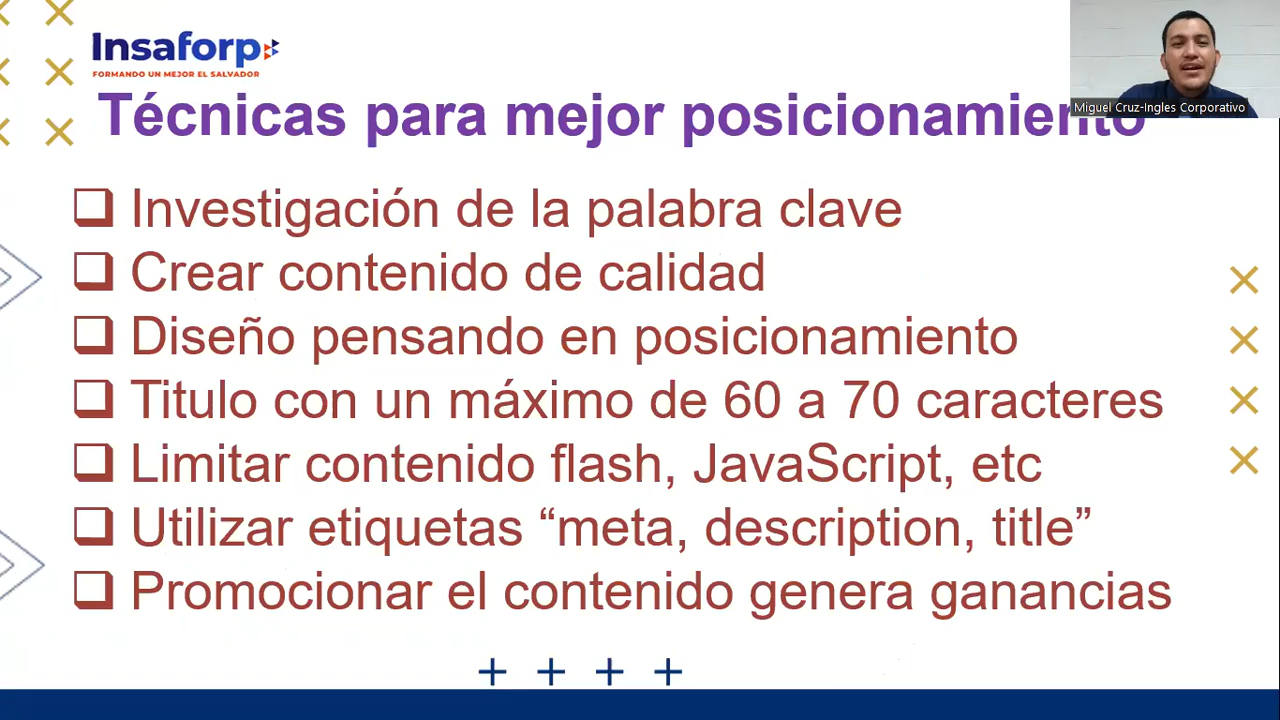 Insaforp
FORMANDO UN MEJOR EL SALVADOR
Miguel Cruz-Ingles Corporativo
Técnicas para mejor posicionamiento
Investigación de la palabra clave
Crear contenido de calidad
Diseño pensando en posicionamiento
Titulo con un máximo de 60 a 70 caracteres
Limitar contenido flash, JavaScript, etc
Utilizar etiquetas “meta, description, title”
Promocionar el contenido genera ganancias